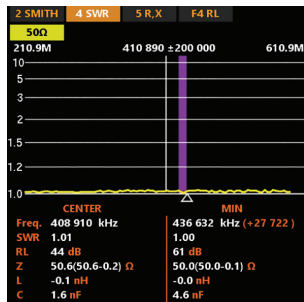 2 SMITH 4 SWR 5 R,X F4 RL
50Ω
210.9M 410 890 ±200 000 610.9M
10
5
3
2
1.5
1.2
1.0
CENTER MIN
Freq. 408 910 kHz 436 632 kHz (+27 722)
SWR 1.01 1.00
RL 44 dB 61 dB
Z 50.6(50.6-0.2) Ω 50.0(50.0-0.1) Ω
L -0.1 nH -0.0 nH
C 1.6 nF 4.6 nF